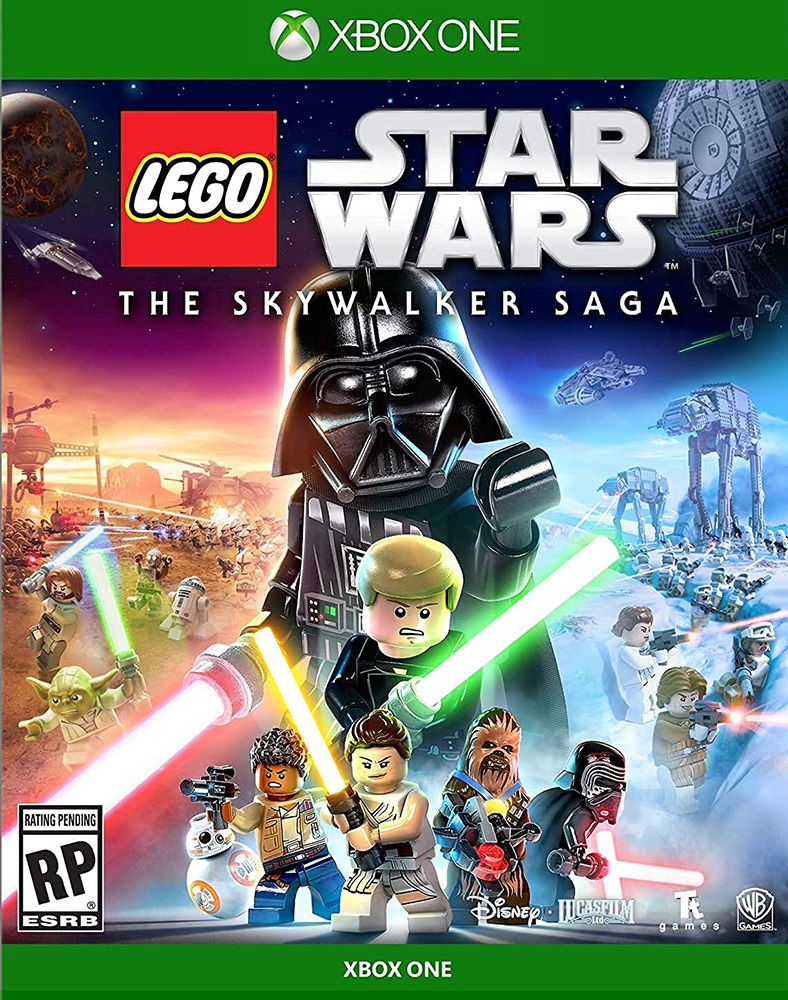 XBOX ONE
LEGO®
STAR
WARS™
THE SKYWALKER SAGA
RATING PENDING
RP®
ESRB
Disney
LUCASFILM
Ltd
Tt
games
WB
GAMES
XBOX ONE